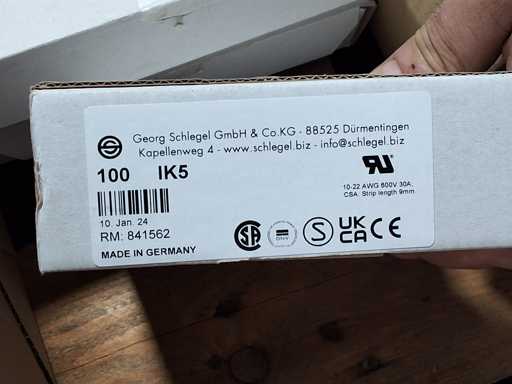 Georg Schlegel GmbH & Co.KG - 88525 Dürmentingen
Kapellenweg 4 - www.schlegel.biz - info@schlegel.biz
100 IK5
10-22 AWG 600V 30A,
CSA: Strip length 9mm
10. Jan. 24
RM: 841562
MADE IN GERMANY
UK
CA CE